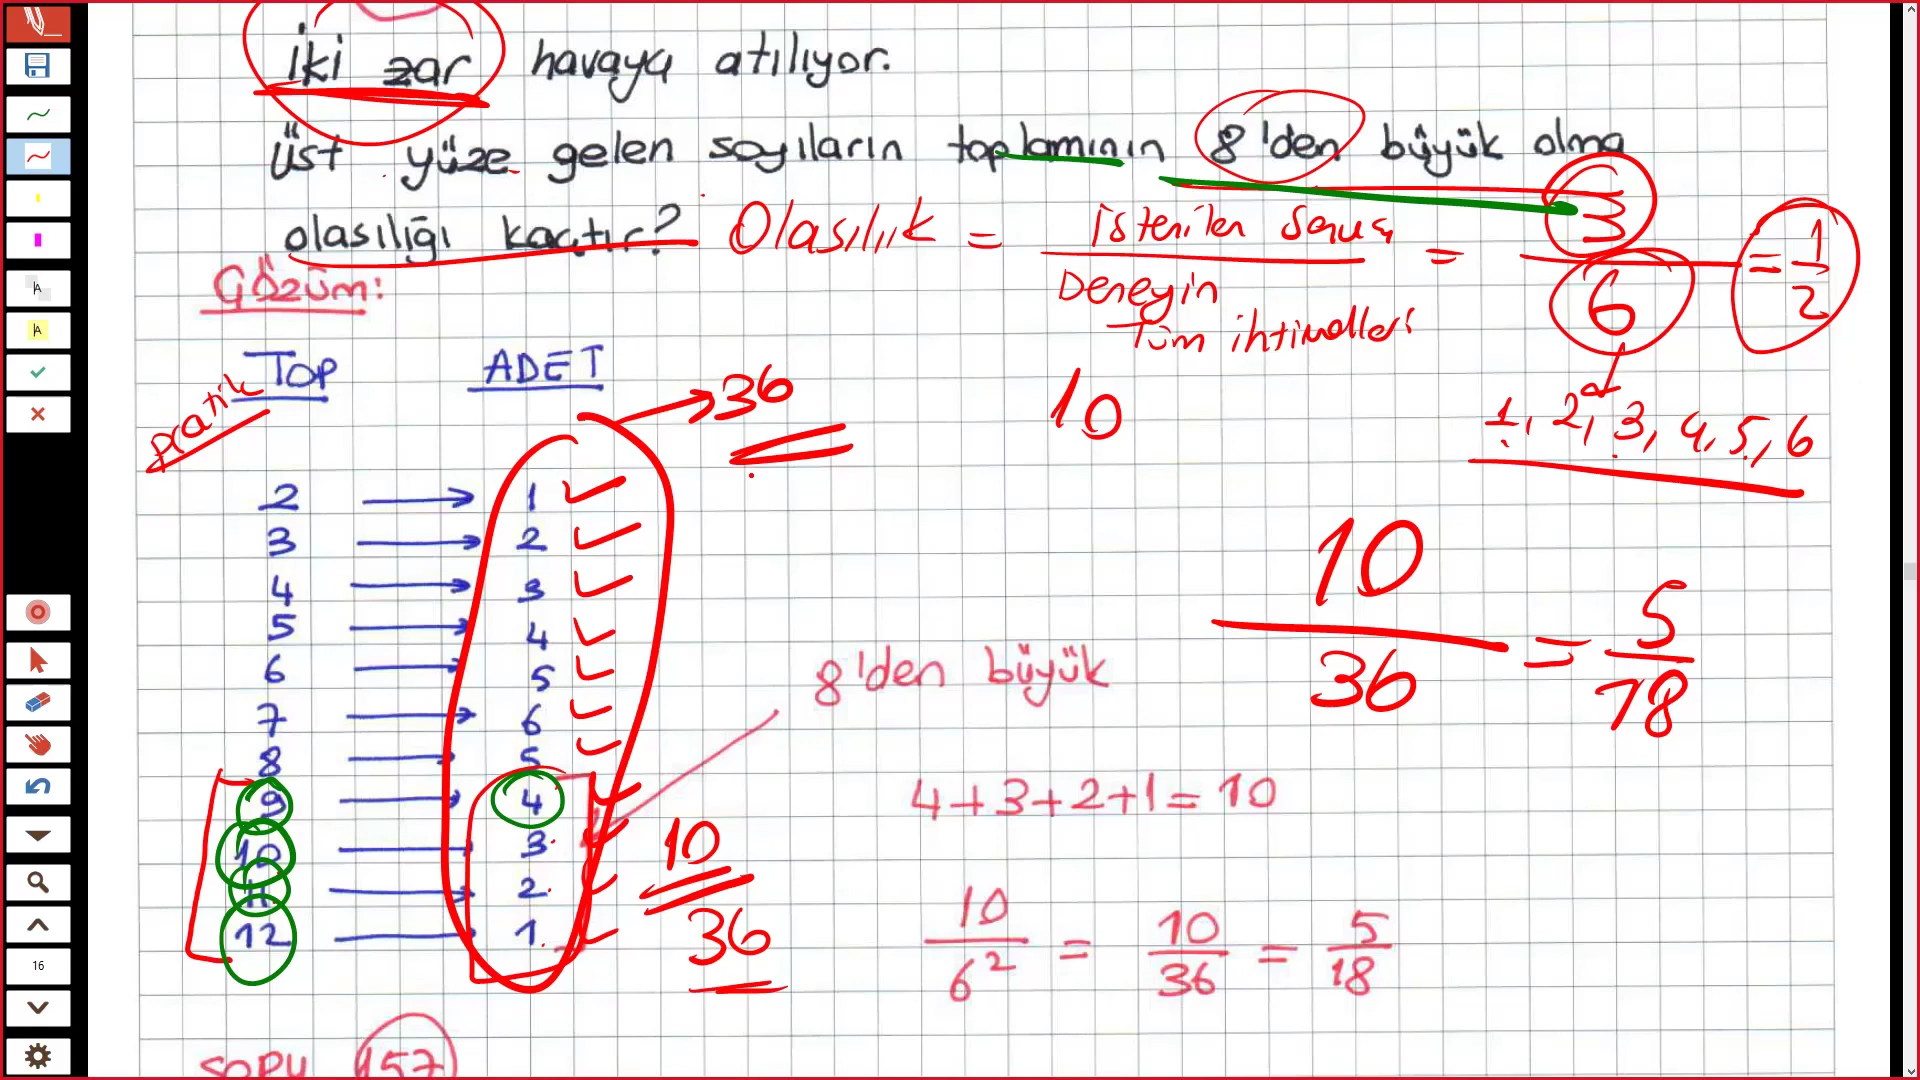 İki zar havaya atılıyor.
Üst yüze gelen sayıların toplamının 8'den büyük olma
olasılığı kaçtır?
Olasılık = İstenilen Sonuç / Deneyin Tüm ihtimalleri = 3/6 = 1/2
Gözüm:
1, 2, 3, 4, 5, 6
TOP ADET
Pratik
36
10
2 → 1
3 → 2
4 → 3
5 → 4
6 → 5
7 → 6
8 → 5
9 → 4
10 → 3
11 → 2
12 → 1
10/36
10/36 = 5/18
8'den büyük
4+3+2+1=10
10/6² = 10/36 = 5/18
soru 157
A
A
16